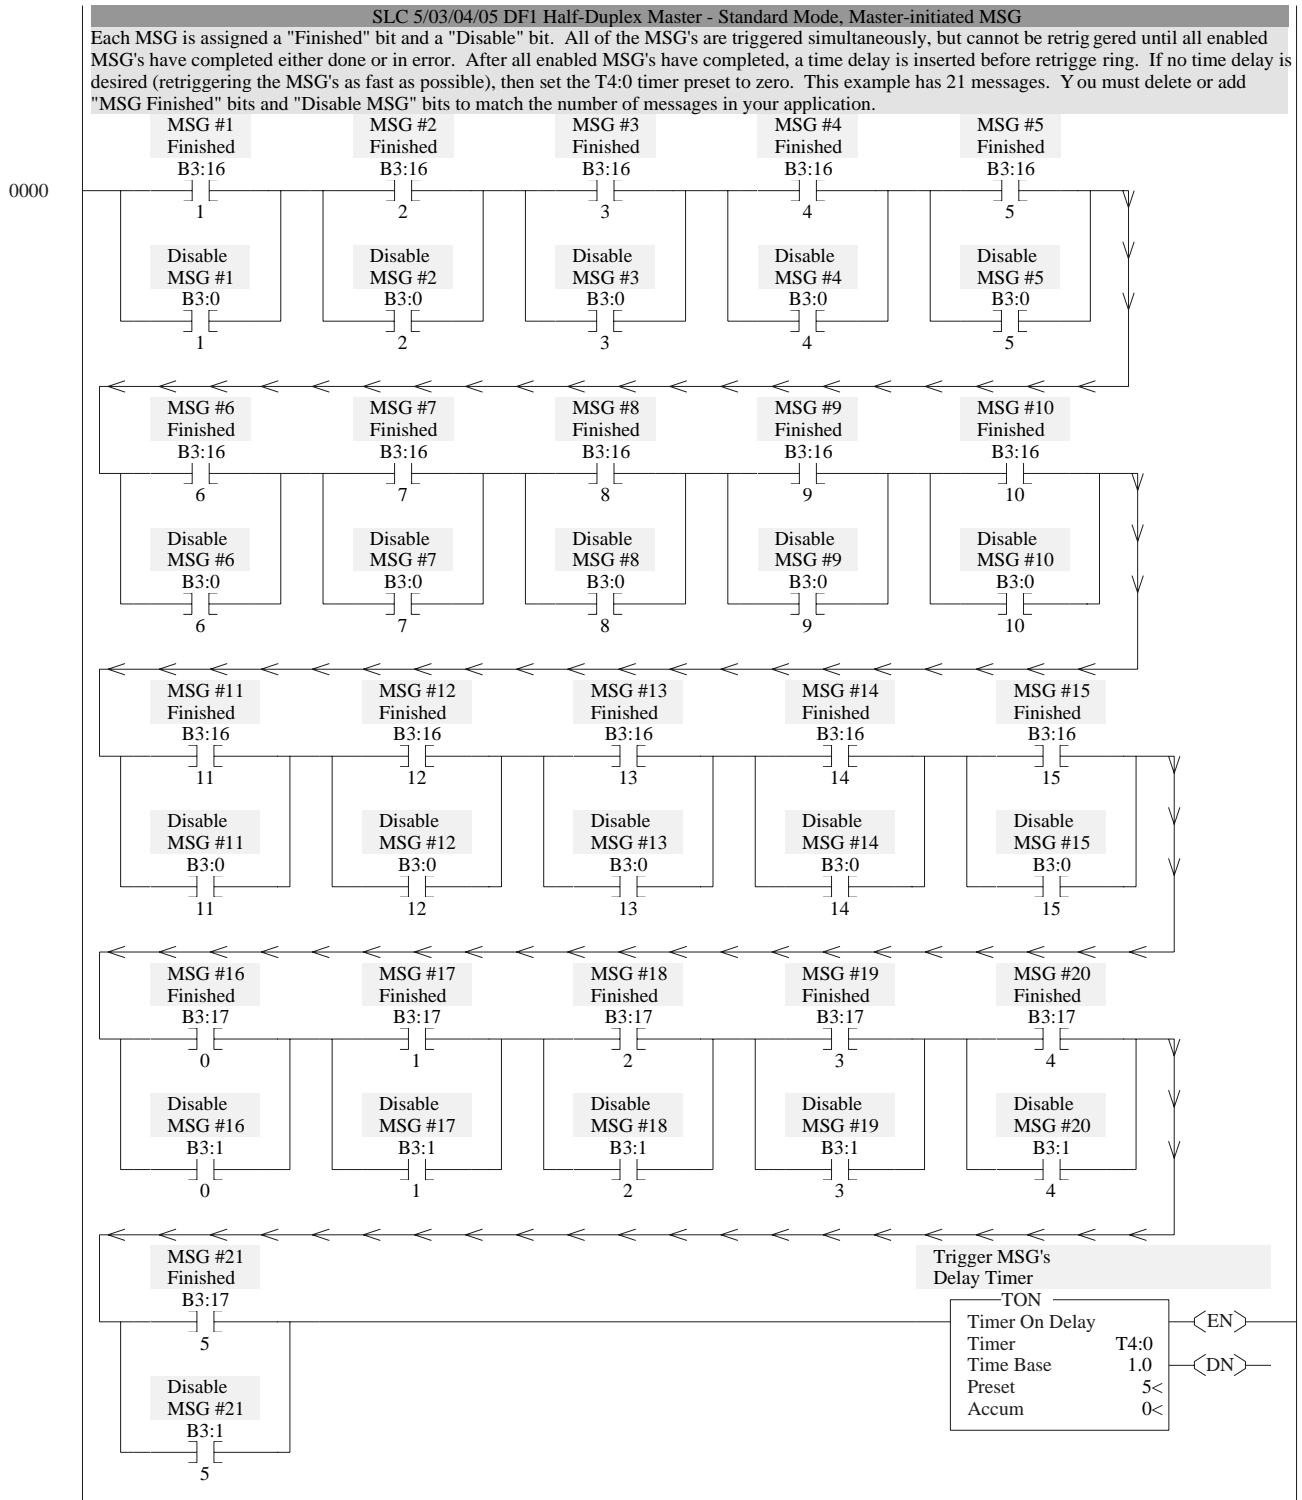 SLC 5/03/04/05 DF1 Half-Duplex Master - Standard Mode, Master-initiated MSG
Each MSG is assigned a "Finished" bit and a "Disable" bit.  All of the MSG's are triggered simultaneously, but cannot be retrig gered until all enabled
MSG's have completed either done or in error.  After all enabled MSG's have completed, a time delay is inserted before retrigge ring.  If no time delay is
desired (retriggering the MSG's as fast as possible), then set the T4:0 timer preset to zero.  This example has 21 messages.  Y ou must delete or add
"MSG Finished" bits and "Disable MSG" bits to match the number of messages in your application.
MSG #1 MSG #2 MSG #3 MSG #4 MSG #5
Finished Finished Finished Finished Finished
B3:16 B3:16 B3:16 B3:16 B3:16
0000
1 2 3 4 5
Disable Disable Disable Disable Disable
MSG #1 MSG #2 MSG #3 MSG #4 MSG #5
B3:0 B3:0 B3:0 B3:0 B3:0
1 2 3 4 5
MSG #6 MSG #7 MSG #8 MSG #9 MSG #10
Finished Finished Finished Finished Finished
B3:16 B3:16 B3:16 B3:16 B3:16
6 7 8 9 10
Disable Disable Disable Disable Disable
MSG #6 MSG #7 MSG #8 MSG #9 MSG #10
B3:0 B3:0 B3:0 B3:0 B3:0
6 7 8 9 10
MSG #11 MSG #12 MSG #13 MSG #14 MSG #15
Finished Finished Finished Finished Finished
B3:16 B3:16 B3:16 B3:16 B3:16
11 12 13 14 15
Disable Disable Disable Disable Disable
MSG #11 MSG #12 MSG #13 MSG #14 MSG #15
B3:0 B3:0 B3:0 B3:0 B3:0
11 12 13 14 15
MSG #16 MSG #17 MSG #18 MSG #19 MSG #20
Finished Finished Finished Finished Finished
B3:17 B3:17 B3:17 B3:17 B3:17
0 1 2 3 4
Disable Disable Disable Disable Disable
MSG #16 MSG #17 MSG #18 MSG #19 MSG #20
B3:1 B3:1 B3:1 B3:1 B3:1
0 1 2 3 4
MSG #21
Finished
B3:17
5
Disable
MSG #21
B3:1
5
Trigger MSG's
Delay Timer
TON
Timer On Delay
Timer T4:0
Time Base 1.0
Preset 5<
Accum 0<
EN
DN